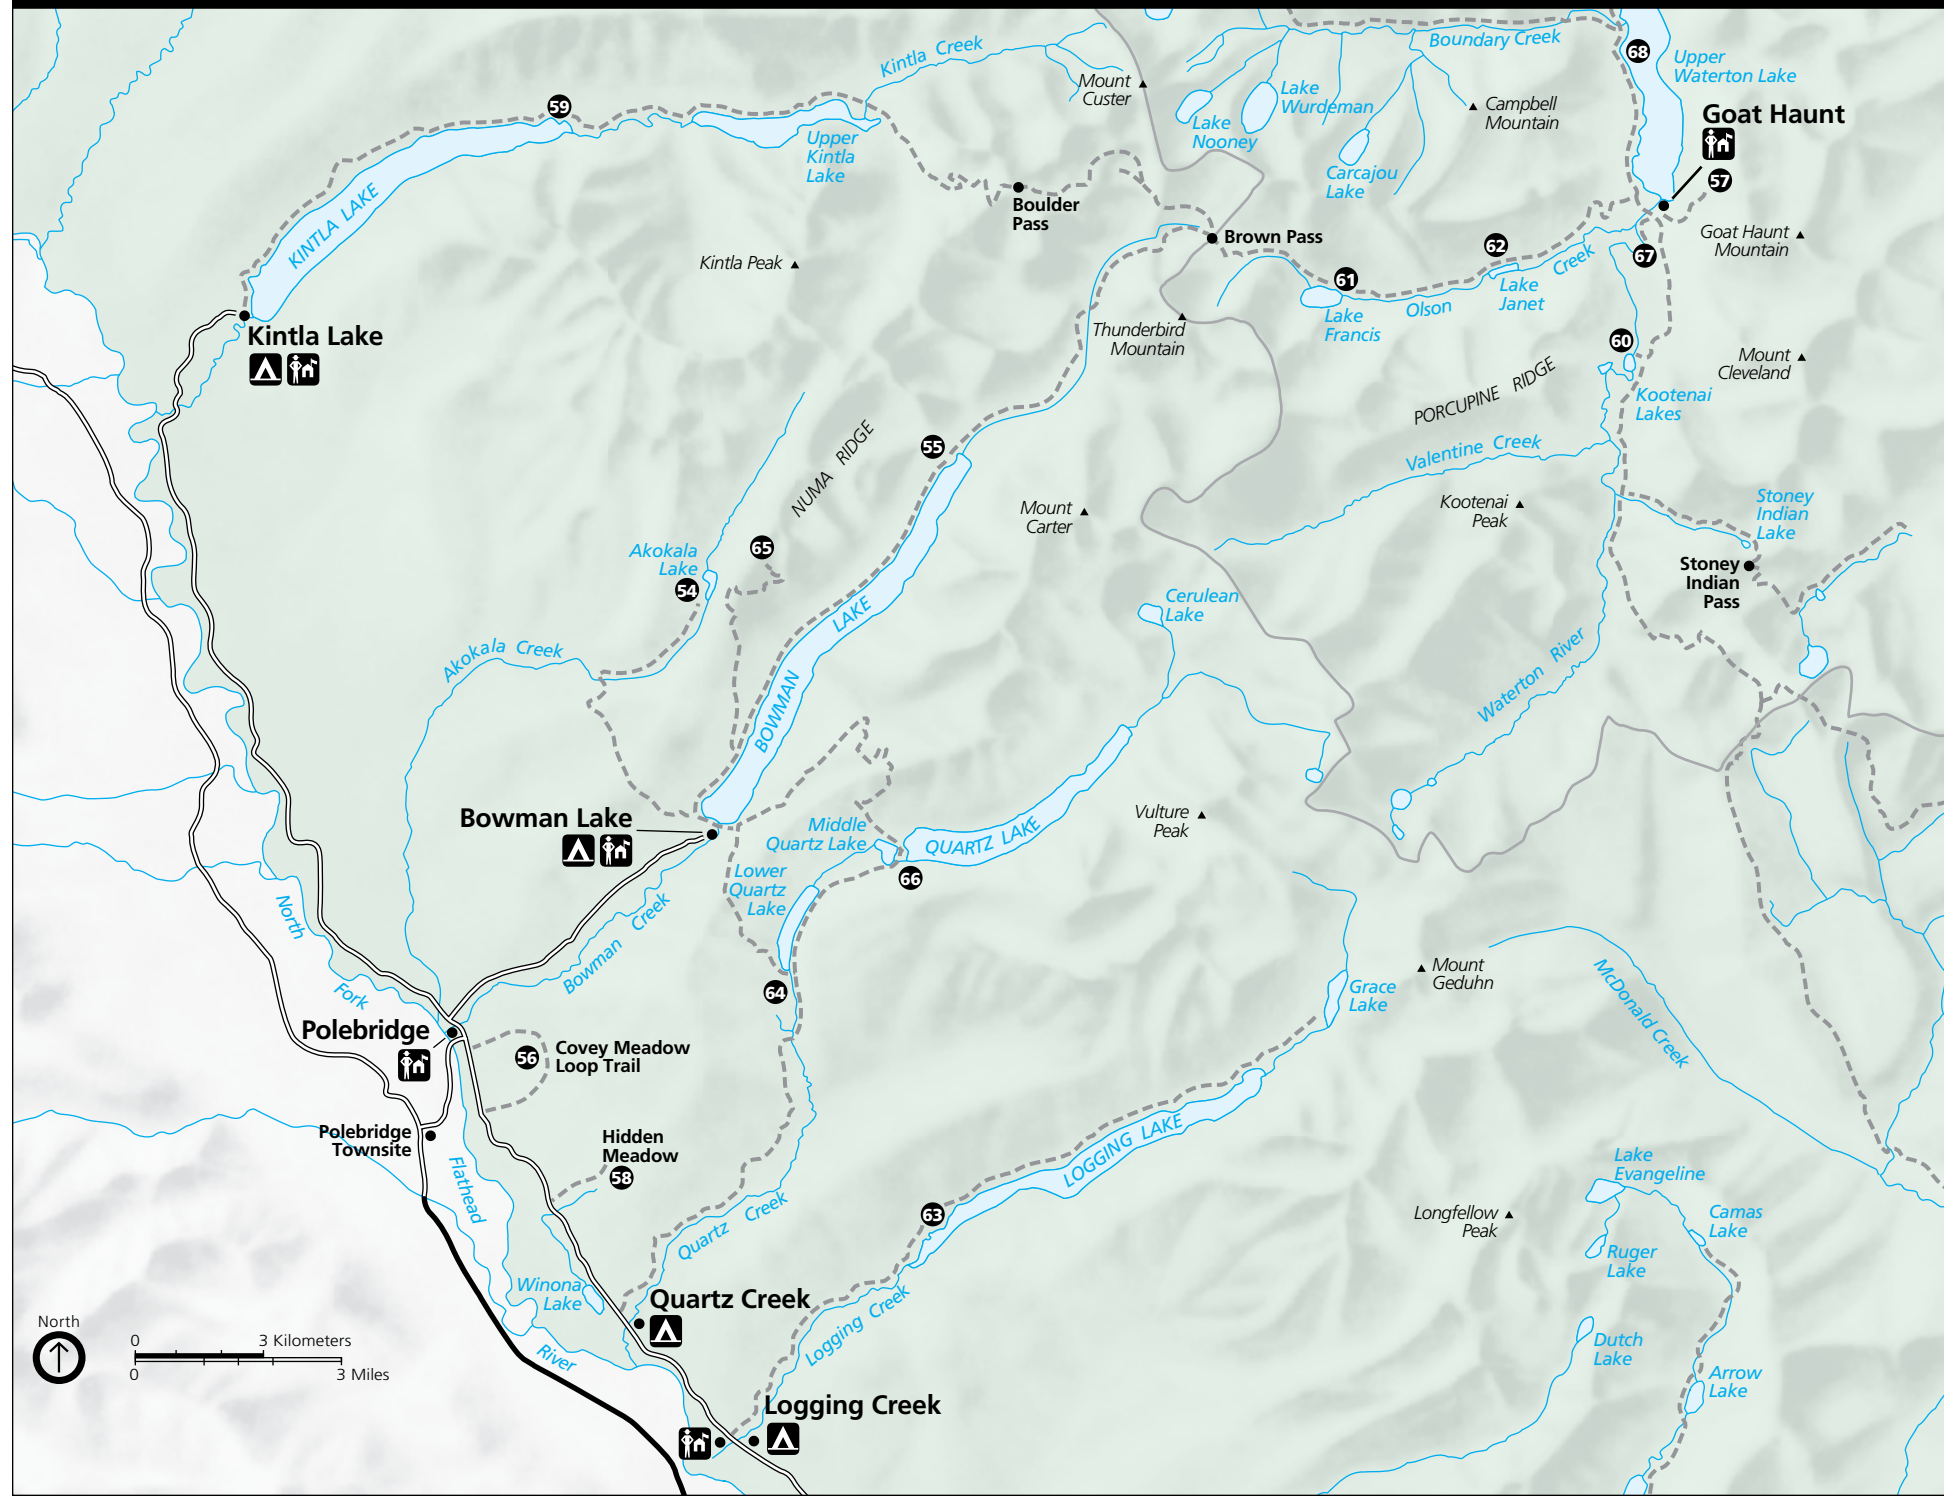 Kintla Creek
Boundary Creek
68
Upper
Waterton Lake
Mount
Custer
Lake
Wurdeman
Campbell
Mountain
Goat Haunt
59
Lake
Nooney
Upper
Kintla
Lake
Carcajou
Lake
57
KINTLA LAKE
Boulder
Pass
Brown Pass
62
Goat Haunt
Mountain
67
Kintla Peak
61
Creek
Lake
Janet
Olson
Lake
Francis
Kintla Lake
Thunderbird
Mountain
60
Mount
Cleveland
PORCUPINE RIDGE
Kootenai
Lakes
NUMA RIDGE
55
Valentine Creek
Mount
Carter
Kootenai
Peak
Stoney
Indian
Lake
65
Akokala
Lake
54
Stoney
Indian
Pass
Cerulean
Lake
BOWMAN LAKE
Akokala Creek
Waterton River
Bowman Lake
Middle
Quartz Lake
QUARTZ LAKE
Vulture
Peak
66
Lower
Quartz
Lake
North
Fork
Bowman Creek
64
Grace
Lake
Mount
Geduhn
McDonald Creek
Polebridge
56
Covey Meadow
Loop Trail
Polebridge
Townsite
Hidden
Meadow
58
LOGGING LAKE
Flathead
Lake
Evangeline
63
Longfellow
Peak
Camas
Lake
Quartz Creek
Ruger
Lake
Winona
Lake
Quartz Creek
Logging Creek
North
0 3 Kilometers
0 3 Miles
River
Dutch
Lake
Arrow
Lake
Logging Creek